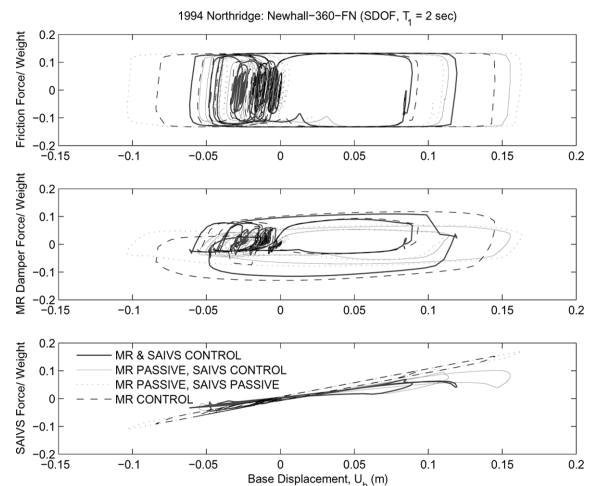 1994 Northridge: Newhall-360-FN (SDOF, T1 = 2 sec)
Friction Force/ Weight
0.2
0.1
0
−0.1
0.2
−0.15 −0.1 −0.05 0 0.05 0.1 0.15 0.2
MR Damper Force/ Weight
0.2
0.1
0
−0.1
0.2
−0.15 −0.1 −0.05 0 0.05 0.1 0.15 0.2
SAIVS Force/ Weight
0.2
0.1
0
−0.1
0.2
MR & SAIVS CONTROL
MR PASSIVE, SAIVS CONTROL
MR PASSIVE, SAIVS PASSIVE
MR CONTROL
−0.15 −0.1 −0.05 0 0.05 0.1 0.15 0.2
Base Displacement, Ub (m)